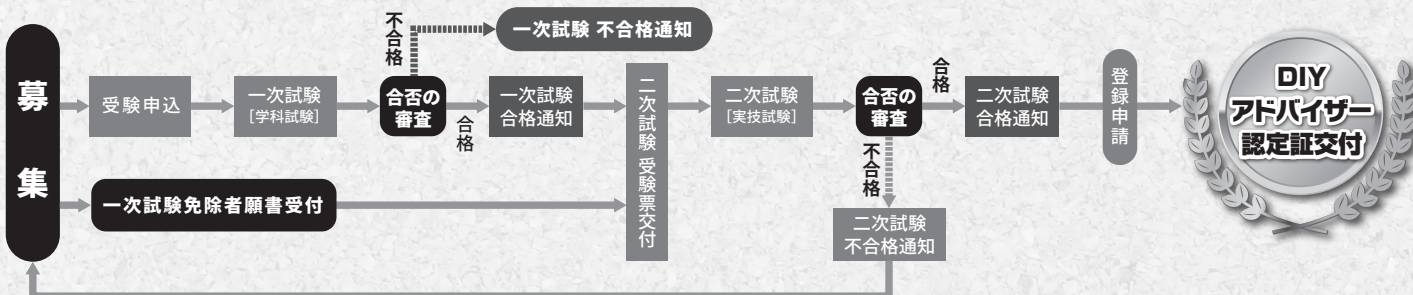 募集
受験申込
一次試験
[学科試験]
合否の
審査
不合格
一次試験 不合格通知
合格
一次試験
合格通知
一次試験免除者願書受付
二次試験 受験票交付
二次試験
[実技試験]
合否の
審査
合格
二次試験
合格通知
不合格
二次試験
不合格通知
登録申請
DIY
アドバイザー
認定証交付